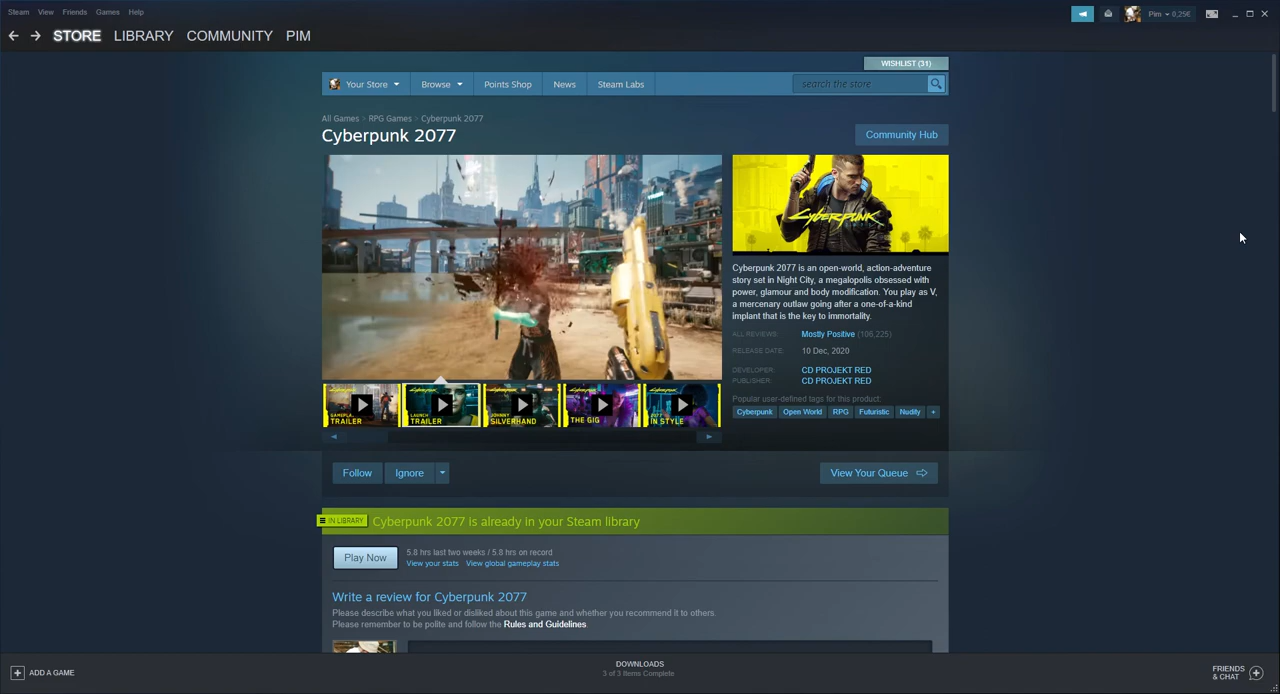 Steam View Friends Games Help
Pim 0,25€
STORE LIBRARY COMMUNITY PIM
WISHLIST (31)
Your Store Browse Points Shop News Steam Labs
search the store
All Games > RPG Games > Cyberpunk 2077
Cyberpunk 2077
Community Hub
Cyberpunk
Cyberpunk 2077 is an open-world, action-adventure
story set in Night City, a megalopolis obsessed with
power, glamour and body modification. You play as V,
a mercenary outlaw going after a one-of-a-kind
implant that is the key to immortality.
ALL REVIEWS: Mostly Positive (106,225)
RELEASE DATE: 10 Dec, 2020
DEVELOPER: CD PROJEKT RED
PUBLISHER: CD PROJEKT RED
Popular user-defined tags for this product:
Cyberpunk Open World RPG Futuristic Nudity +
GAMEPLAY TRAILER
LAUNCH TRAILER
JOHNNY SILVERHAND
THE GIG
2077 IN STYLE
Follow Ignore
View Your Queue
IN LIBRARY
Cyberpunk 2077 is already in your Steam library
Play Now
5.8 hrs last two weeks / 5.8 hrs on record
View your stats View global gameplay stats
Write a review for Cyberpunk 2077
Please describe what you liked or disliked about this game and whether you recommend it to others.
Please remember to be polite and follow the Rules and Guidelines.
ADD A GAME
DOWNLOADS
3 of 3 Items Complete
FRIENDS
& CHAT